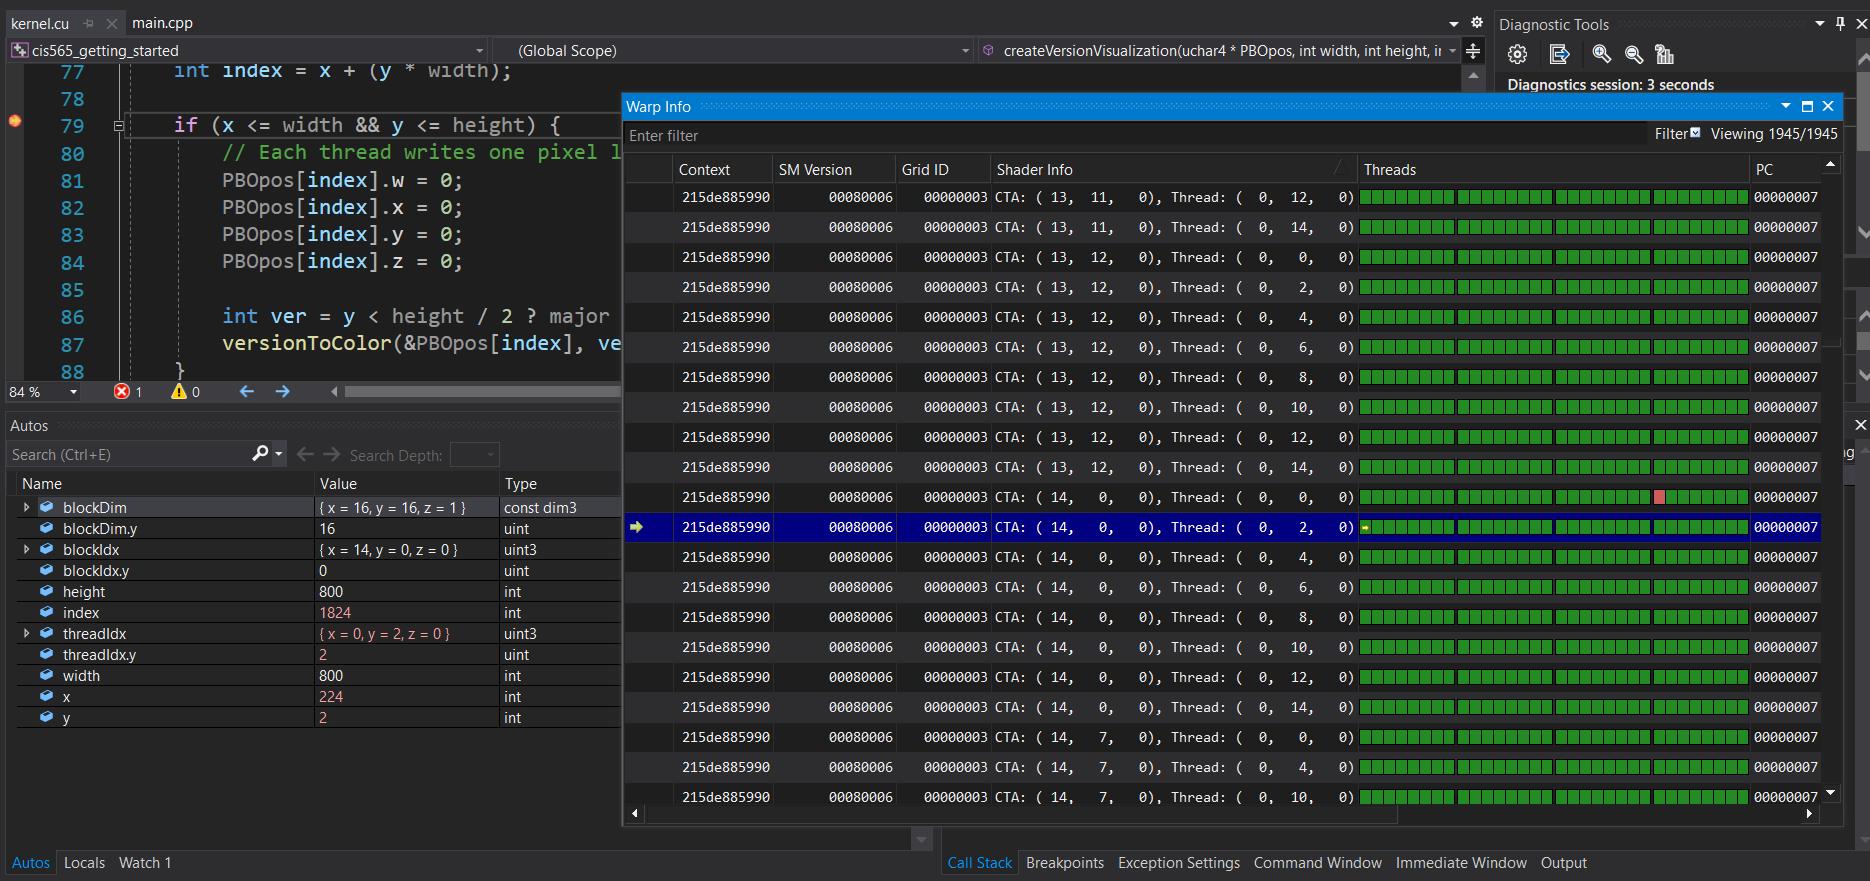 kernel.cu main.cpp
cis565_getting_started (Global Scope) createVersionVisualization(uchar4 * PBOpos, int width, int height, ir
77 int index = x + (y * width);
78
79 if (x <= width && y <= height) {
80 // Each thread writes one pixel l
81 PBOpos[index].w = 0;
82 PBOpos[index].x = 0;
83 PBOpos[index].y = 0;
84 PBOpos[index].z = 0;
85
86 int ver = y < height / 2 ? major
87 versionToColor(&PBOpos[index], ve
88 }
84 % 1 0
Diagnostic Tools
Diagnostics session: 3 seconds
Autos
Search (Ctrl+E) Search Depth:
Name Value Type
blockDim { x = 16, y = 16, z = 1 } const dim3
blockDim.y 16 uint
blockIdx { x = 14, y = 0, z = 0 } uint3
blockIdx.y 0 uint
height 800 int
index 1824 int
threadIdx { x = 0, y = 2, z = 0 } uint3
threadIdx.y 2 uint
width 800 int
x 224 int
y 2 int
Autos Locals Watch 1
Warp Info
Enter filter Filter Viewing 1945/1945
Context SM Version Grid ID Shader Info Threads PC
215de885990 00080006 00000003 CTA: ( 13, 11, 0), Thread: ( 0, 12, 0) 00000007
215de885990 00080006 00000003 CTA: ( 13, 11, 0), Thread: ( 0, 14, 0) 00000007
215de885990 00080006 00000003 CTA: ( 13, 12, 0), Thread: ( 0, 0, 0) 00000007
215de885990 00080006 00000003 CTA: ( 13, 12, 0), Thread: ( 0, 2, 0) 00000007
215de885990 00080006 00000003 CTA: ( 13, 12, 0), Thread: ( 0, 4, 0) 00000007
215de885990 00080006 00000003 CTA: ( 13, 12, 0), Thread: ( 0, 6, 0) 00000007
215de885990 00080006 00000003 CTA: ( 13, 12, 0), Thread: ( 0, 8, 0) 00000007
215de885990 00080006 00000003 CTA: ( 13, 12, 0), Thread: ( 0, 10, 0) 00000007
215de885990 00080006 00000003 CTA: ( 13, 12, 0), Thread: ( 0, 12, 0) 00000007
215de885990 00080006 00000003 CTA: ( 13, 12, 0), Thread: ( 0, 14, 0) 00000007
215de885990 00080006 00000003 CTA: ( 14, 0, 0), Thread: ( 0, 0, 0) 00000007
215de885990 00080006 00000003 CTA: ( 14, 0, 0), Thread: ( 0, 2, 0) 00000007
215de885990 00080006 00000003 CTA: ( 14, 0, 0), Thread: ( 0, 4, 0) 00000007
215de885990 00080006 00000003 CTA: ( 14, 0, 0), Thread: ( 0, 6, 0) 00000007
215de885990 00080006 00000003 CTA: ( 14, 0, 0), Thread: ( 0, 8, 0) 00000007
215de885990 00080006 00000003 CTA: ( 14, 0, 0), Thread: ( 0, 10, 0) 00000007
215de885990 00080006 00000003 CTA: ( 14, 0, 0), Thread: ( 0, 12, 0) 00000007
215de885990 00080006 00000003 CTA: ( 14, 0, 0), Thread: ( 0, 14, 0) 00000007
215de885990 00080006 00000003 CTA: ( 14, 7, 0), Thread: ( 0, 0, 0) 00000007
215de885990 00080006 00000003 CTA: ( 14, 7, 0), Thread: ( 0, 4, 0) 00000007
215de885990 00080006 00000003 CTA: ( 14, 7, 0), Thread: ( 0, 10, 0) 00000007
Call Stack Breakpoints Exception Settings Command Window Immediate Window Output